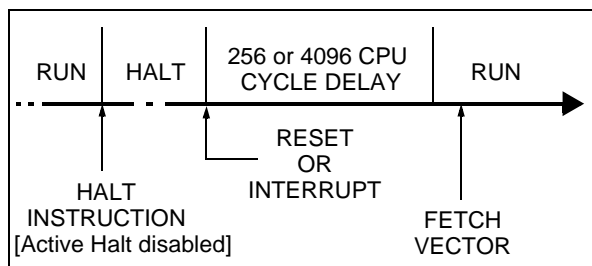 RUN
HALT
256 or 4096 CPU
CYCLE DELAY
RUN
HALT
INSTRUCTION
[Active Halt disabled]
RESET
OR
INTERRUPT
FETCH
VECTOR